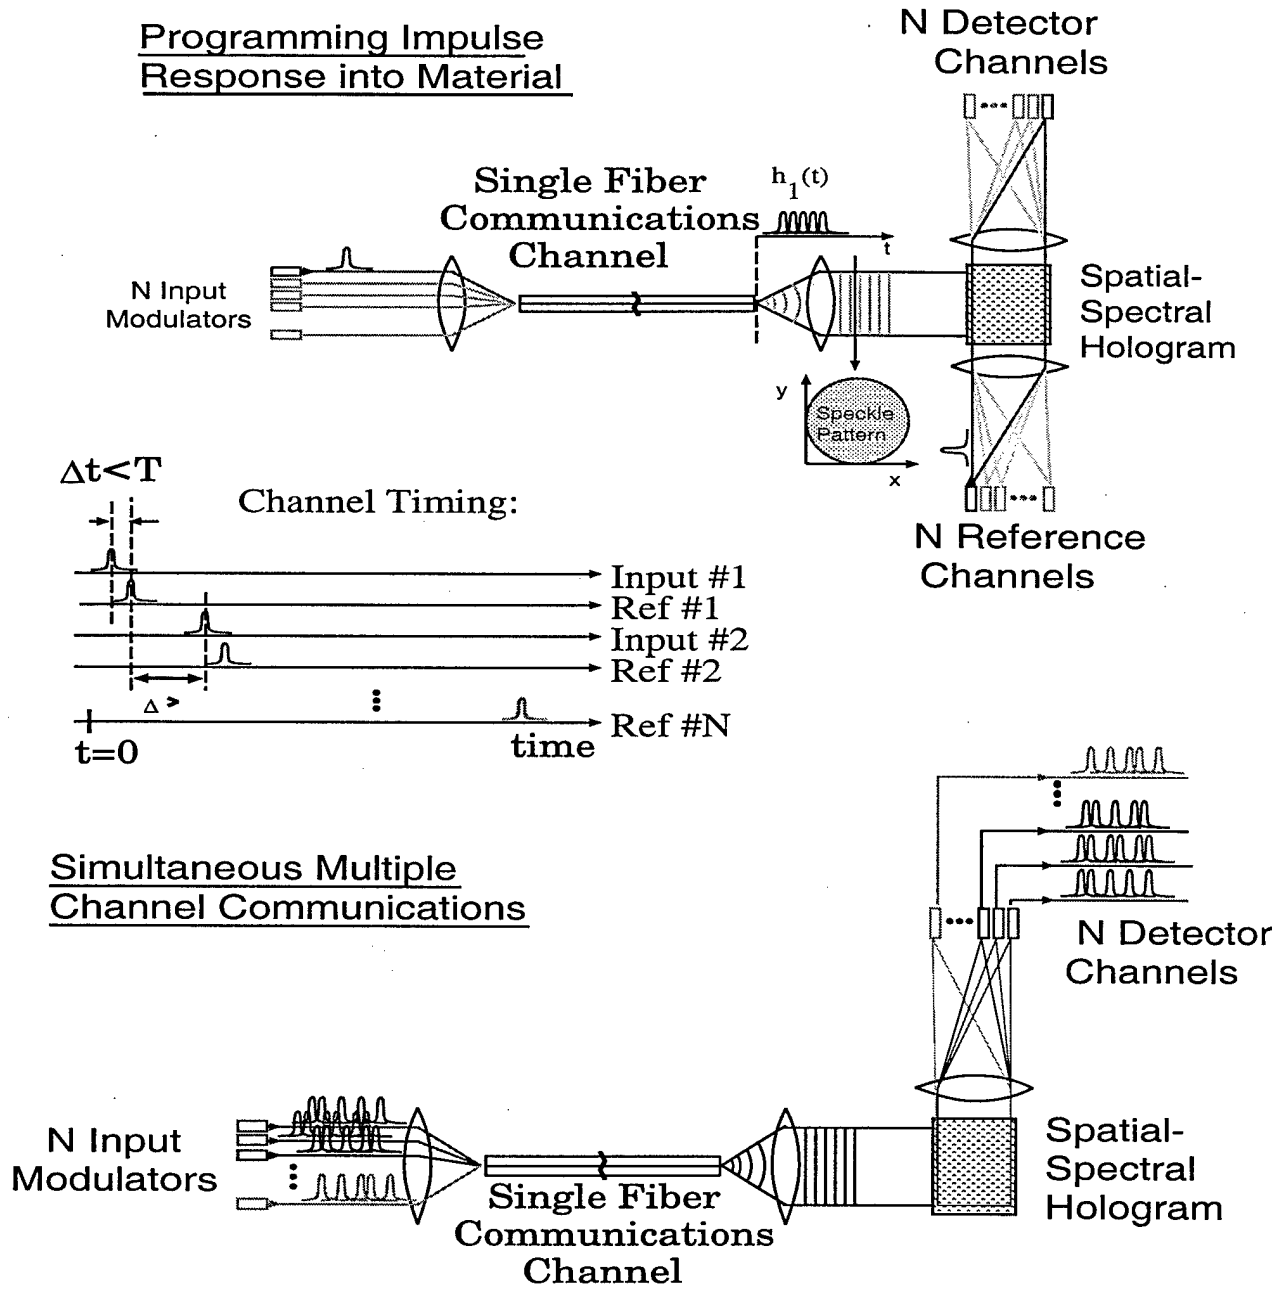 Programming Impulse
Response into Material
N Detector
Channels
Single Fiber
Communications
Channel
h1(t)
t
N Input
Modulators
Spatial-
Spectral
Hologram
y
Speckle
Pattern
x
N Reference
Channels
Δt<T
Channel Timing:
Input #1
Ref #1
Input #2
Ref #2
Δ >
Ref #N
t=0
time
Simultaneous Multiple
Channel Communications
N Detector
Channels
N Input
Modulators
Single Fiber
Communications
Channel
Spatial-
Spectral
Hologram